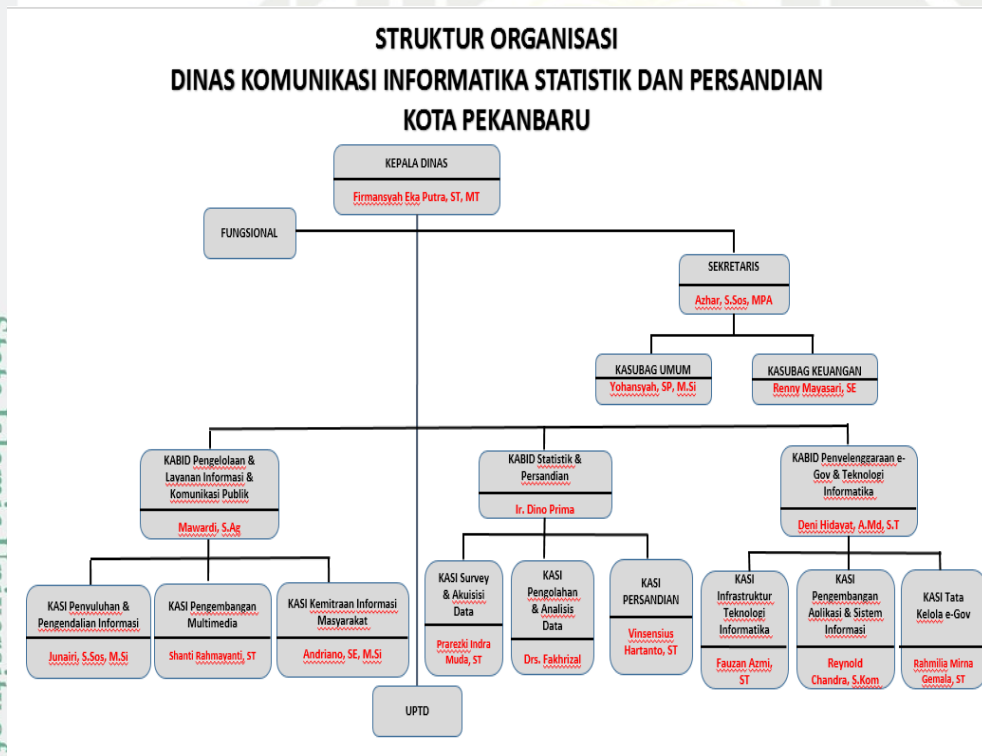 STRUKTUR ORGANISASI
DINAS KOMUNIKASI INFORMATIKA STATISTIK DAN PERSANDIAN
KOTA PEKANBARU
KEPALA DINAS
Firmansyah Eka Putra, ST, MT
FUNGSIONAL
SEKRETARIS
Azhar, S.Sos, MPA
KASUBAG UMUM
Yohansyah, SP, M.Si
KASUBAG KEUANGAN
Renny Mayasari, SE
KABID Pengelolaan &
Layanan Informasi &
Komunikasi Publik
Mawardi, S.Ag
KABID Statistik &
Persandian
Ir. Dino Prima
KABID Penyelenggaraan e-
Gov & Teknologi
Informatika
Deni Hidayat, A.Md, S.T
KASI Penyuluhan &
Pengendalian Informasi
Junairi, S.Sos, M.Si
KASI Pengembangan
Multimedia
Shanti Rahmayanti, ST
KASI Kemitraan Informasi
Masyarakat
Andriano, SE, M.Si
KASI Survey
& Akuisisi
Data
Prarezki Indra
Muda, ST
KASI
Pengolahan
& Analisis
Data
Drs. Fakhrizal
KASI
PERSANDIAN
Vinsensius
Hartanto, ST
KASI
Infrastruktur
Teknologi
Informatika
Fauzan Azmi,
ST
KASI
Pengembangan
Aplikasi & Sistem
Informasi
Reynold
Chandra, S.Kom
KASI Tata
Kelola e-Gov
Rahmilia Mirna
Gemala, ST
UPTD